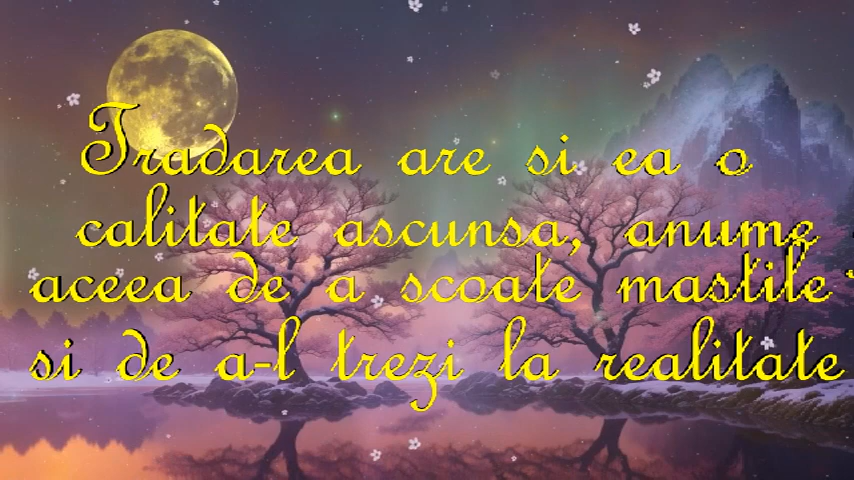 Tradarea are si ea o
calitate ascunsa, anume
aceea de a scoate mastile
si de a-l trezi la realitate